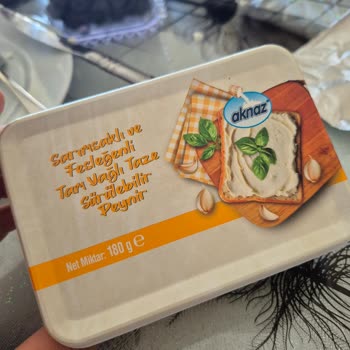 aknaz
Sarımsaklı ve
Fesleğenli
Tam Yağlı Taze
Sürülebilir
Peynir
Net Miktar: 180 g ℮